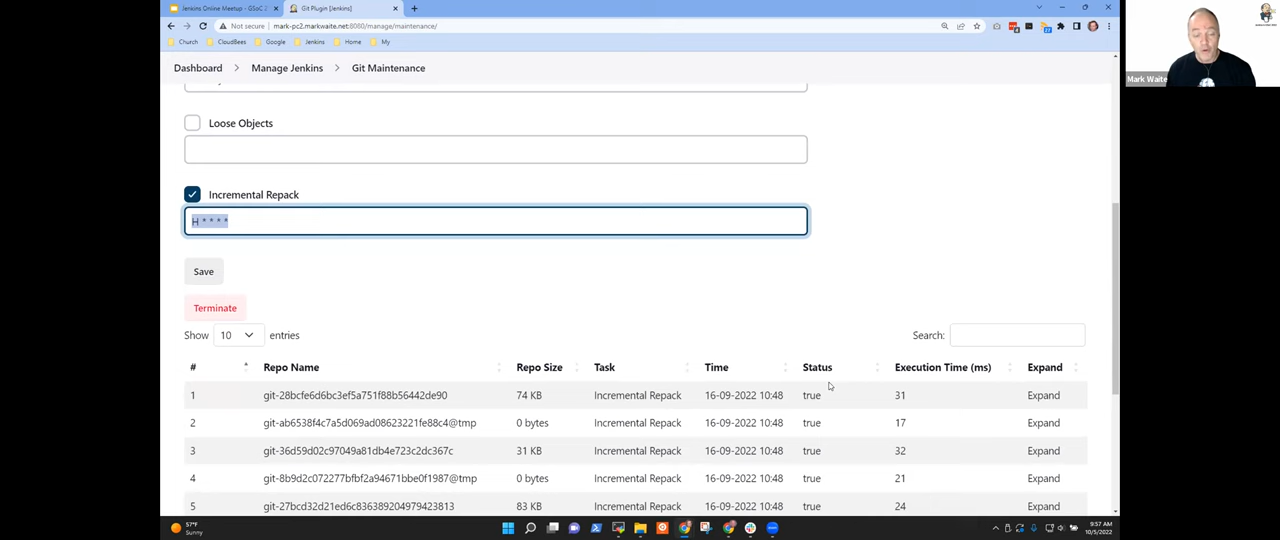 Jenkins Online Meetup - GSoC //
Git Plugin [Jenkins]
Not secure
mark-pc2.markwaite.net:8080/manage/maintenance/
Church
CloudBees
Google
Jenkins
Home
My
Mark Waite
Dashboard
Manage Jenkins
Git Maintenance
Loose Objects
Incremental Repack
H * * * *
Save
Terminate
Show 10 entries
Search:
# Repo Name Repo Size Task Time Status Execution Time (ms) Expand
1 git-28bcfe6d6bc3ef5a751f88b56442de90 74 KB Incremental Repack 16-09-2022 10:48 true 31 Expand
2 git-ab6538f4c7a5d069ad08623221fe88c4@tmp 0 bytes Incremental Repack 16-09-2022 10:48 true 17 Expand
3 git-36d59d02c97049a81db4e723c2dc367c 31 KB Incremental Repack 16-09-2022 10:48 true 32 Expand
4 git-8b9d2c072277bfbf2a94671bbe0f1987@tmp 0 bytes Incremental Repack 16-09-2022 10:48 true 21 Expand
5 git-27bcd32d21ed6c836389204979423813 83 KB Incremental Repack 16-09-2022 10:48 true 24 Expand
57°F
Sunny
9:57 AM
10/5/2022